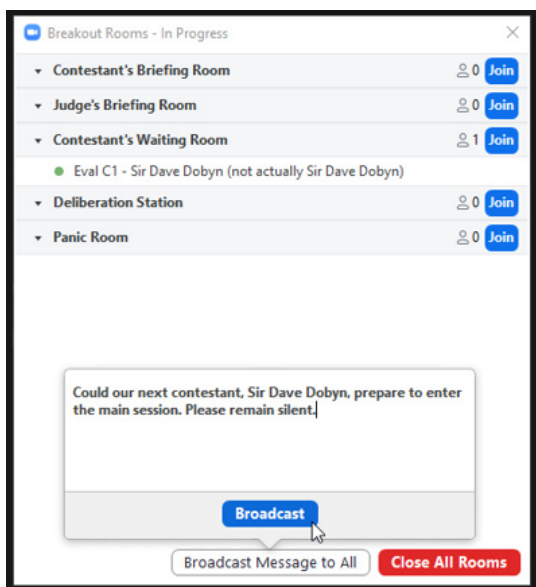 Breakout Rooms - In Progress
Contestant's Briefing Room 0 Join
Judge's Briefing Room 0 Join
Contestant's Waiting Room 1 Join
Eval C1 - Sir Dave Dobyn (not actually Sir Dave Dobyn)
Deliberation Station 0 Join
Panic Room 0 Join
Could our next contestant, Sir Dave Dobyn, prepare to enter
the main session. Please remain silent.
Broadcast
Broadcast Message to All Close All Rooms